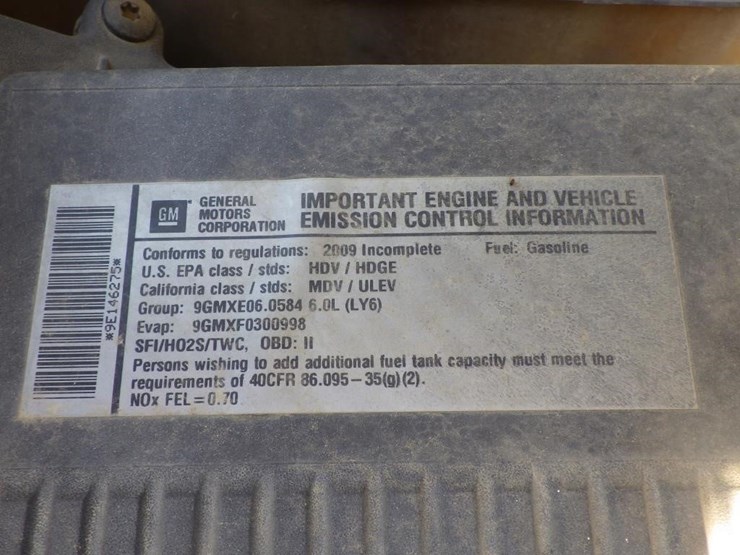 GM
GENERAL
MOTORS
CORPORATION
IMPORTANT ENGINE AND VEHICLE
EMISSION CONTROL INFORMATION
Conforms to regulations: 2009 Incomplete Fuel: Gasoline
U.S. EPA class / stds: HDV / HDGE
California class / stds: MDV / ULEV
Group: 9GMXE06.0584 6.0L (LY6)
Evap: 9GMXF0300998
SFI/HO2S/TWC, OBD: II
Persons wishing to add additional fuel tank capacity must meet the
requirements of 40CFR 86.095-35(g)(2).
NOx FEL=0.70
*9E146275*